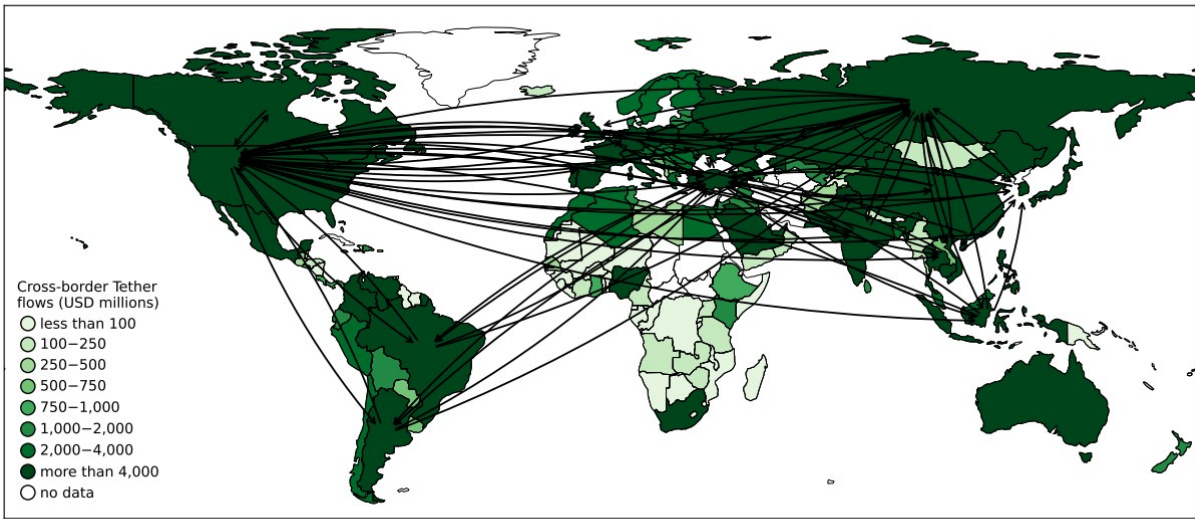 Cross-border Tether
flows (USD millions)
less than 100
100−250
250−500
500−750
750−1,000
1,000−2,000
2,000−4,000
more than 4,000
no data